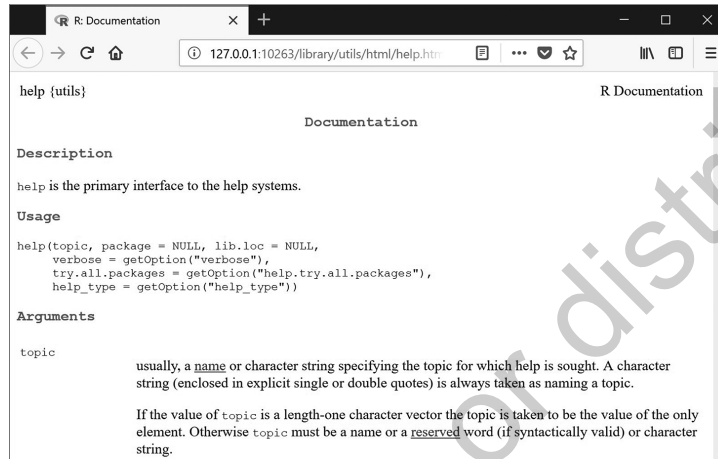 R: Documentation
127.0.0.1:10263/library/utils/html/help.htm
help {utils}
R Documentation
Documentation
Description
help is the primary interface to the help systems.
Usage
help(topic, package = NULL, lib.loc = NULL,
verbose = getOption("verbose"),
try.all.packages = getOption("help.try.all.packages"),
help_type = getOption("help_type"))
Arguments
topic
usually, a name or character string specifying the topic for which help is sought. A character
string (enclosed in explicit single or double quotes) is always taken as naming a topic.
If the value of topic is a length-one character vector the topic is taken to be the value of the only
element. Otherwise topic must be a name or a reserved word (if syntactically valid) or character
string.
or distri